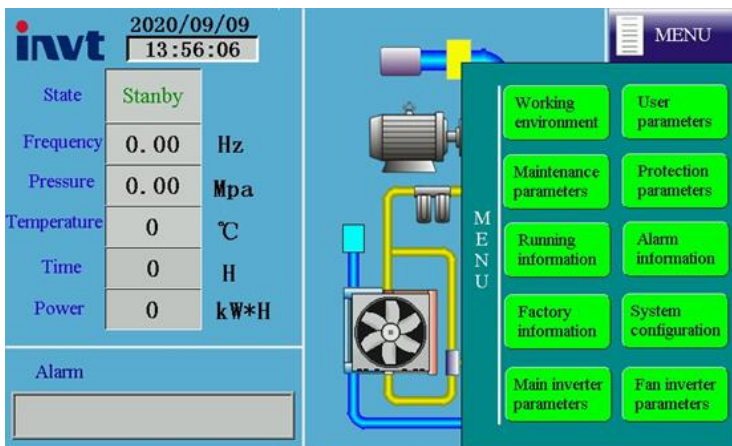 invt
2020/09/09
13:56:06
State Stanby
Frequency 0.00 Hz
Pressure 0.00 Mpa
Temperature 0 ℃
Time 0 H
Power 0 kW*H
Alarm
MENU
MENU
Working
environment
User
parameters
Maintenance
parameters
Protection
parameters
Running
information
Alarm
information
Factory
information
System
configuration
Main inverter
parameters
Fan inverter
parameters